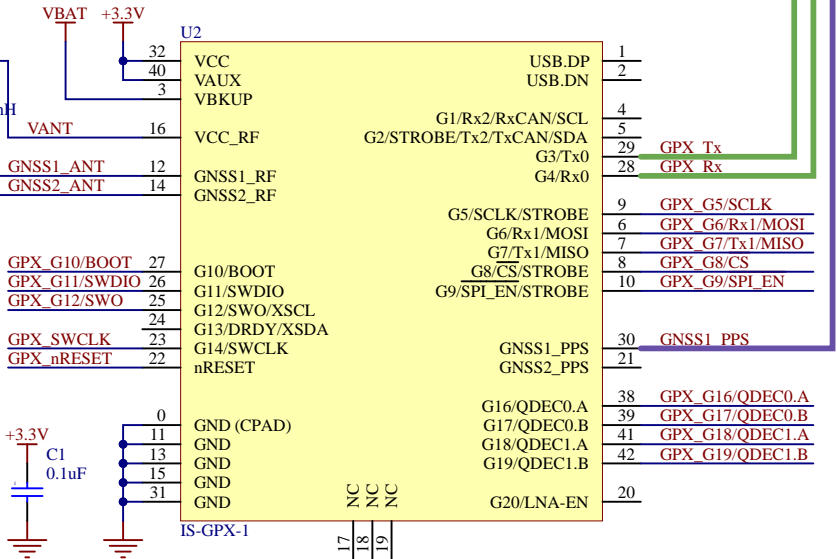 VBAT +3.3V
U2
32 VCC
40 VAUX
3 VBKUP
nH
VANT 16 VCC_RF
GNSS1_ANT 12 GNSS1_RF
GNSS2_ANT 14 GNSS2_RF
GPX_G10/BOOT 27 G10/BOOT
GPX_G11/SWDIO 26 G11/SWDIO
GPX_G12/SWO 25 G12/SWO/XSCL
24 G13/DRDY/XSDA
GPX_SWCLK 23 G14/SWCLK
GPX_nRESET 22 nRESET
0 GND (CPAD)
11 GND
13 GND
15 GND
31 GND
+3.3V
C1
0.1uF
USB.DP 1
USB.DN 2
G1/Rx2/RxCAN/SCL 4
G2/STROBE/Tx2/TxCAN/SDA 5
G3/Tx0 29 GPX_Tx
G4/Rx0 28 GPX_Rx
G5/SCLK/STROBE 9 GPX_G5/SCLK
G6/Rx1/MOSI 6 GPX_G6/Rx1/MOSI
G7/Tx1/MISO 7 GPX_G7/Tx1/MISO
G8/CS/STROBE 8 GPX_G8/CS
G9/SPI_EN/STROBE 10 GPX_G9/SPI_EN
GNSS1_PPS 30 GNSS1_PPS
GNSS2_PPS 21
G16/QDEC0.A 38 GPX_G16/QDEC0.A
G17/QDEC0.B 39 GPX_G17/QDEC0.B
G18/QDEC1.A 41 GPX_G18/QDEC1.A
G19/QDEC1.B 42 GPX_G19/QDEC1.B
G20/LNA-EN 20
NC NC NC
17 18 19
IS-GPX-1